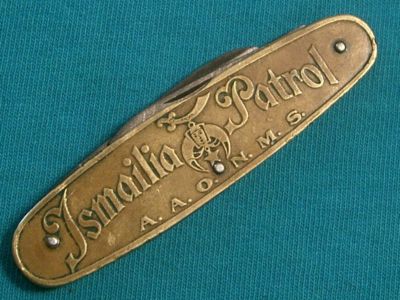 Ismailia Patrol
A. A. O. N. M. S.